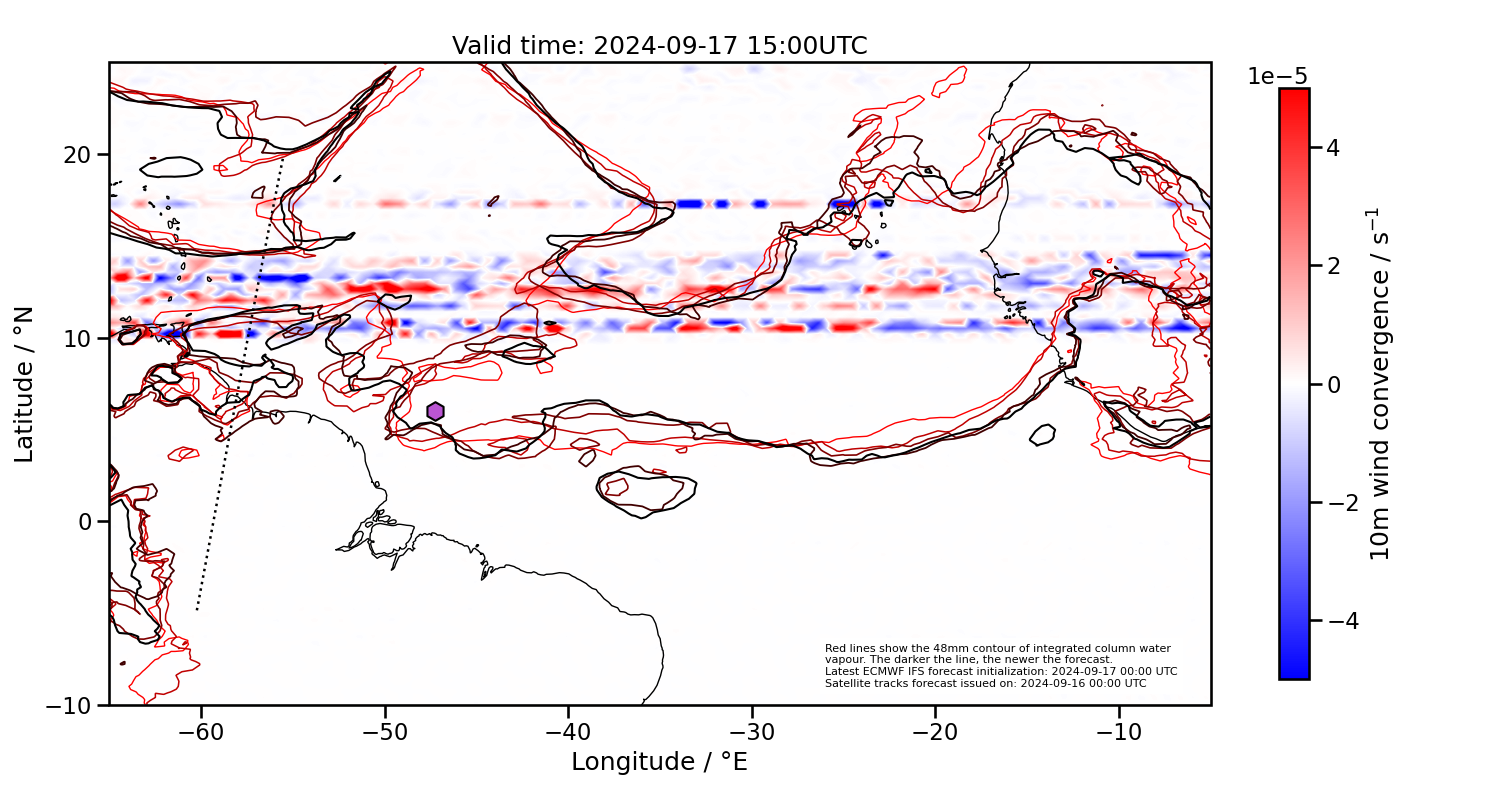 Valid time: 2024-09-17 15:00UTC
1e−5
20
10
0
−10
Latitude / °N
−60
−50
−40
−30
−20
−10
Longitude / °E
4
2
0
−2
−4
10m wind convergence / s⁻¹
Red lines show the 48mm contour of integrated column water
vapour. The darker the line, the newer the forecast.
Latest ECMWF IFS forecast initialization: 2024-09-17 00:00 UTC
Satellite tracks forecast issued on: 2024-09-16 00:00 UTC